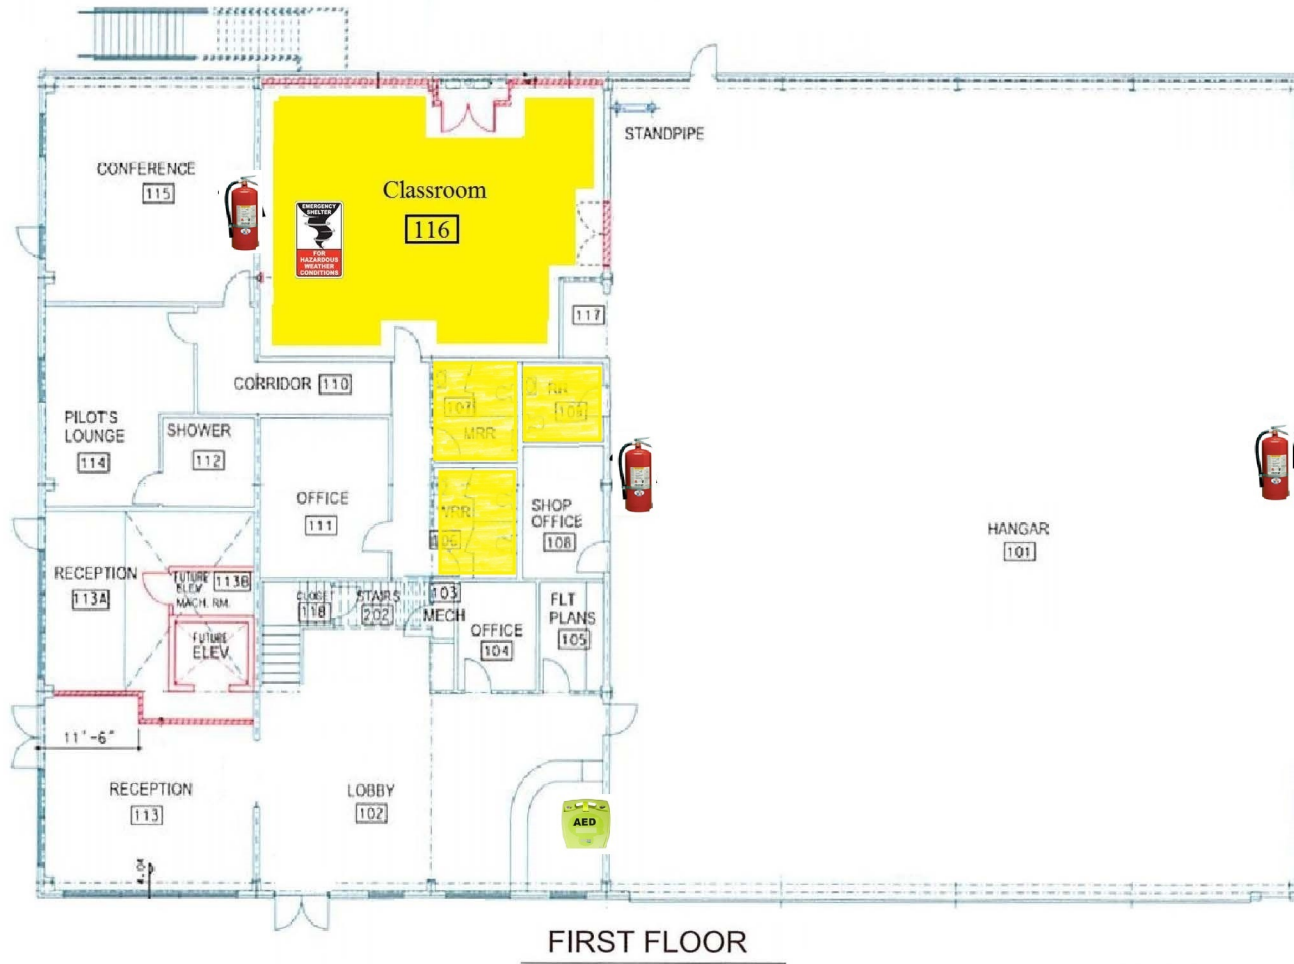 STANDPIPE
CONFERENCE
115
Classroom
116
EMERGENCY
SHELTER
FOR
HAZARDOUS
WEATHER
CONDITIONS
117
CORRIDOR 110
PILOT'S
LOUNGE
114
SHOWER
112
107
MRR
RR
OFFICE
111
SHOP
OFFICE
108
106
HANGAR
101
RECEPTION
113A
FUTURE
ELEV
MACH. RM.
113B
FUTURE
ELEV.
CLOSET
118
STAIRS
202
103
MECH
OFFICE
104
FLT
PLANS
105
11'-6"
RECEPTION
113
LOBBY
102
AED
FIRST FLOOR